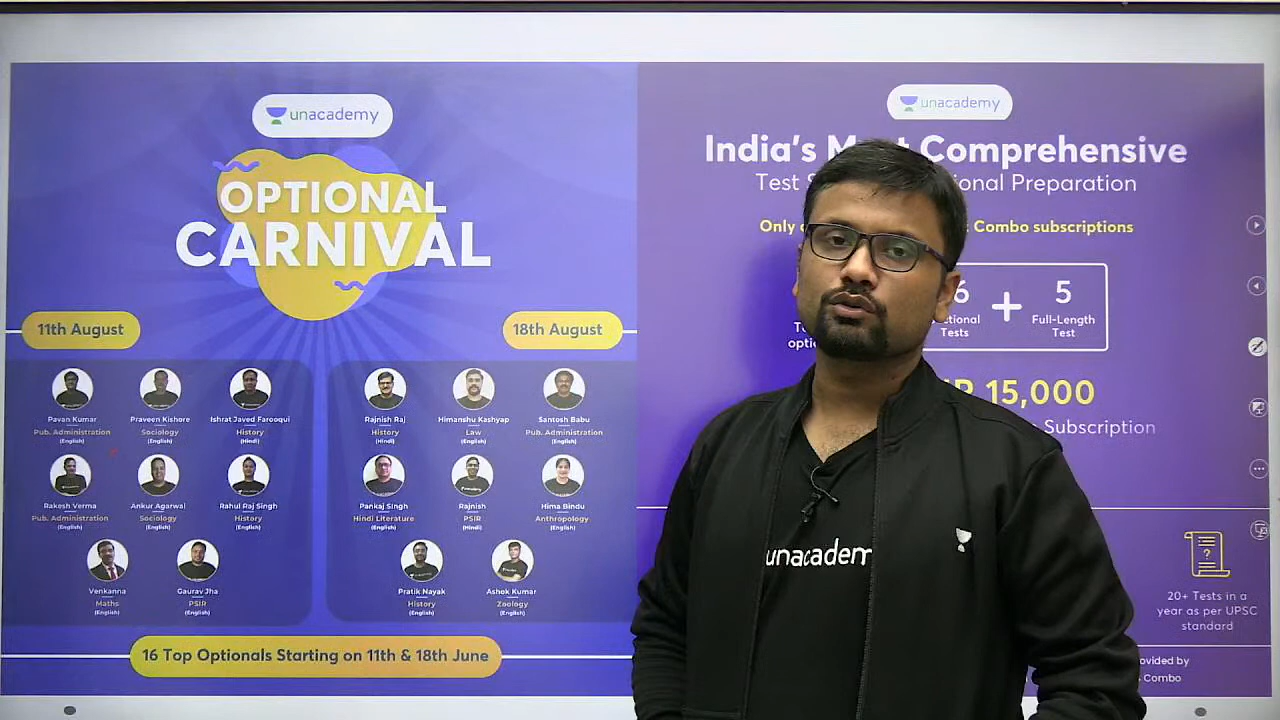 unacademy
OPTIONAL
CARNIVAL
11th August
18th August
Pavan Kumar
Pub. Administration
(English)
Praveen Kishore
Sociology
(English)
Ishrat Javed Farooqui
History
(Hindi)
Rajnish Raj
History
(Hindi)
Himanshu Kashyap
Law
(English)
Santosh Babu
Pub. Administration
(English)
Rakesh Verma
Pub. Administration
(English)
Ankur Agarwal
Sociology
(English)
Rahul Raj Singh
History
(English)
Pankaj Singh
Hindi Literature
(English)
Rajnish
PSIR
(Hindi)
Hima Bindu
Anthropology
(English)
Venkanna
Maths
(English)
Gaurav Jha
PSIR
(English)
Pratik Nayak
History
(English)
Ashok Kumar
Zoology
(English)
16 Top Optionals Starting on 11th & 18th June
unacademy
India's Comprehensive
Test Preparation
Only Combo subscriptions
6 + 5
Tests
Full-Length
Test
15,000
Subscription
20+ Tests in a
year as per UPSC
standard
Combo
unacadem